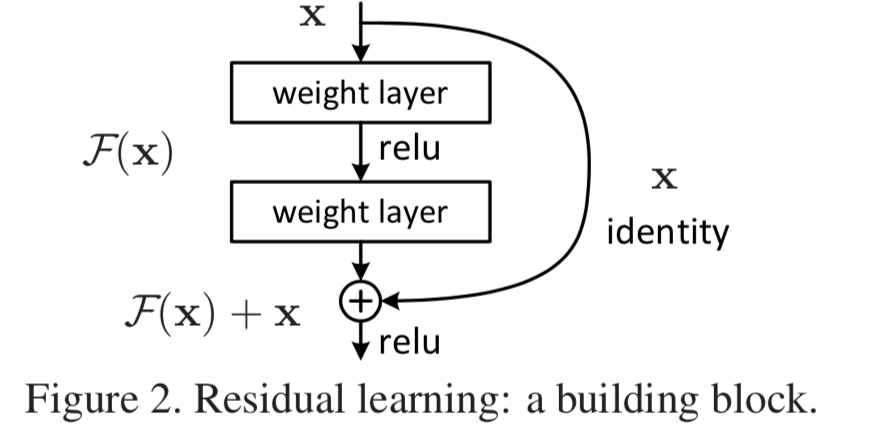 x
weight layer
F(x)
relu
x
weight layer
identity
F(x) + x
relu
Figure 2. Residual learning: a building block.